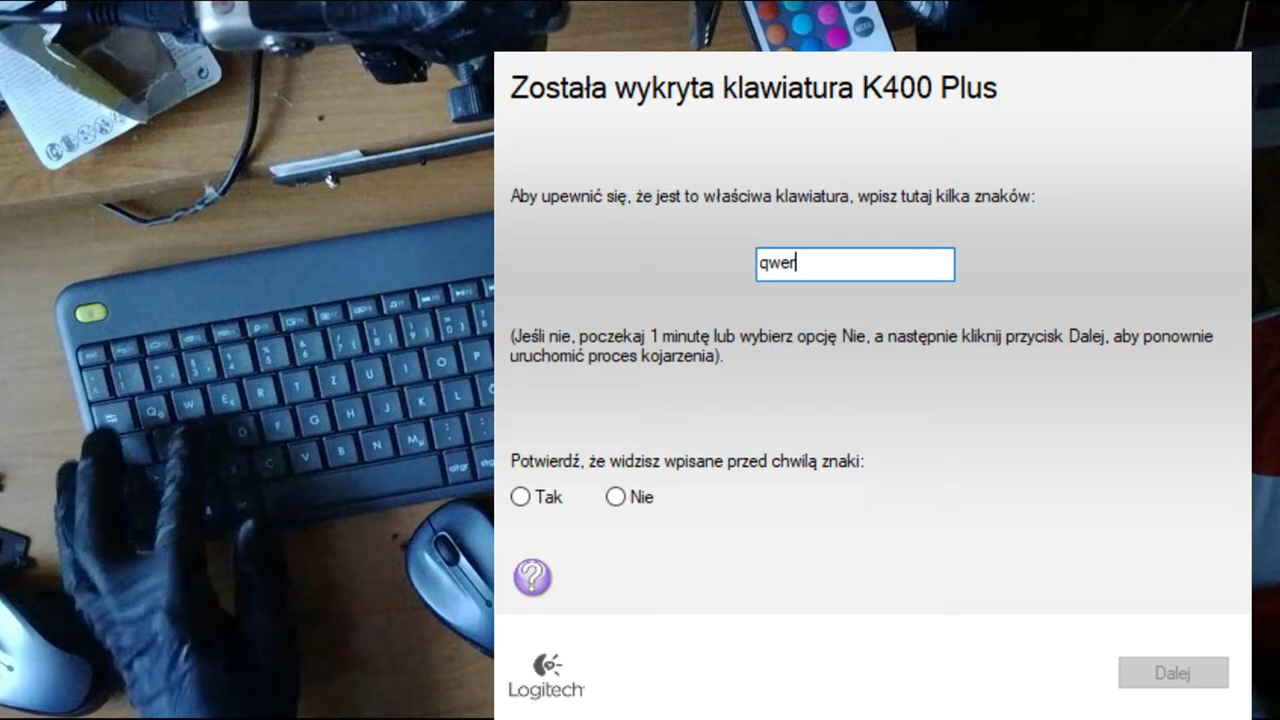 Została wykryta klawiatura K400 Plus
Aby upewnić się, że jest to właściwa klawiatura, wpisz tutaj kilka znaków:
qwer
(Jeśli nie, poczekaj 1 minutę lub wybierz opcję Nie, a następnie kliknij przycisk Dalej, aby ponownie
uruchomić proces kojarzenia).
Potwierdź, że widzisz wpisane przed chwilą znaki:
Tak Nie
?
Logitech
Dalej
Q W E R T Z U I O P
D F G H J K L
C V B N M
alt gr